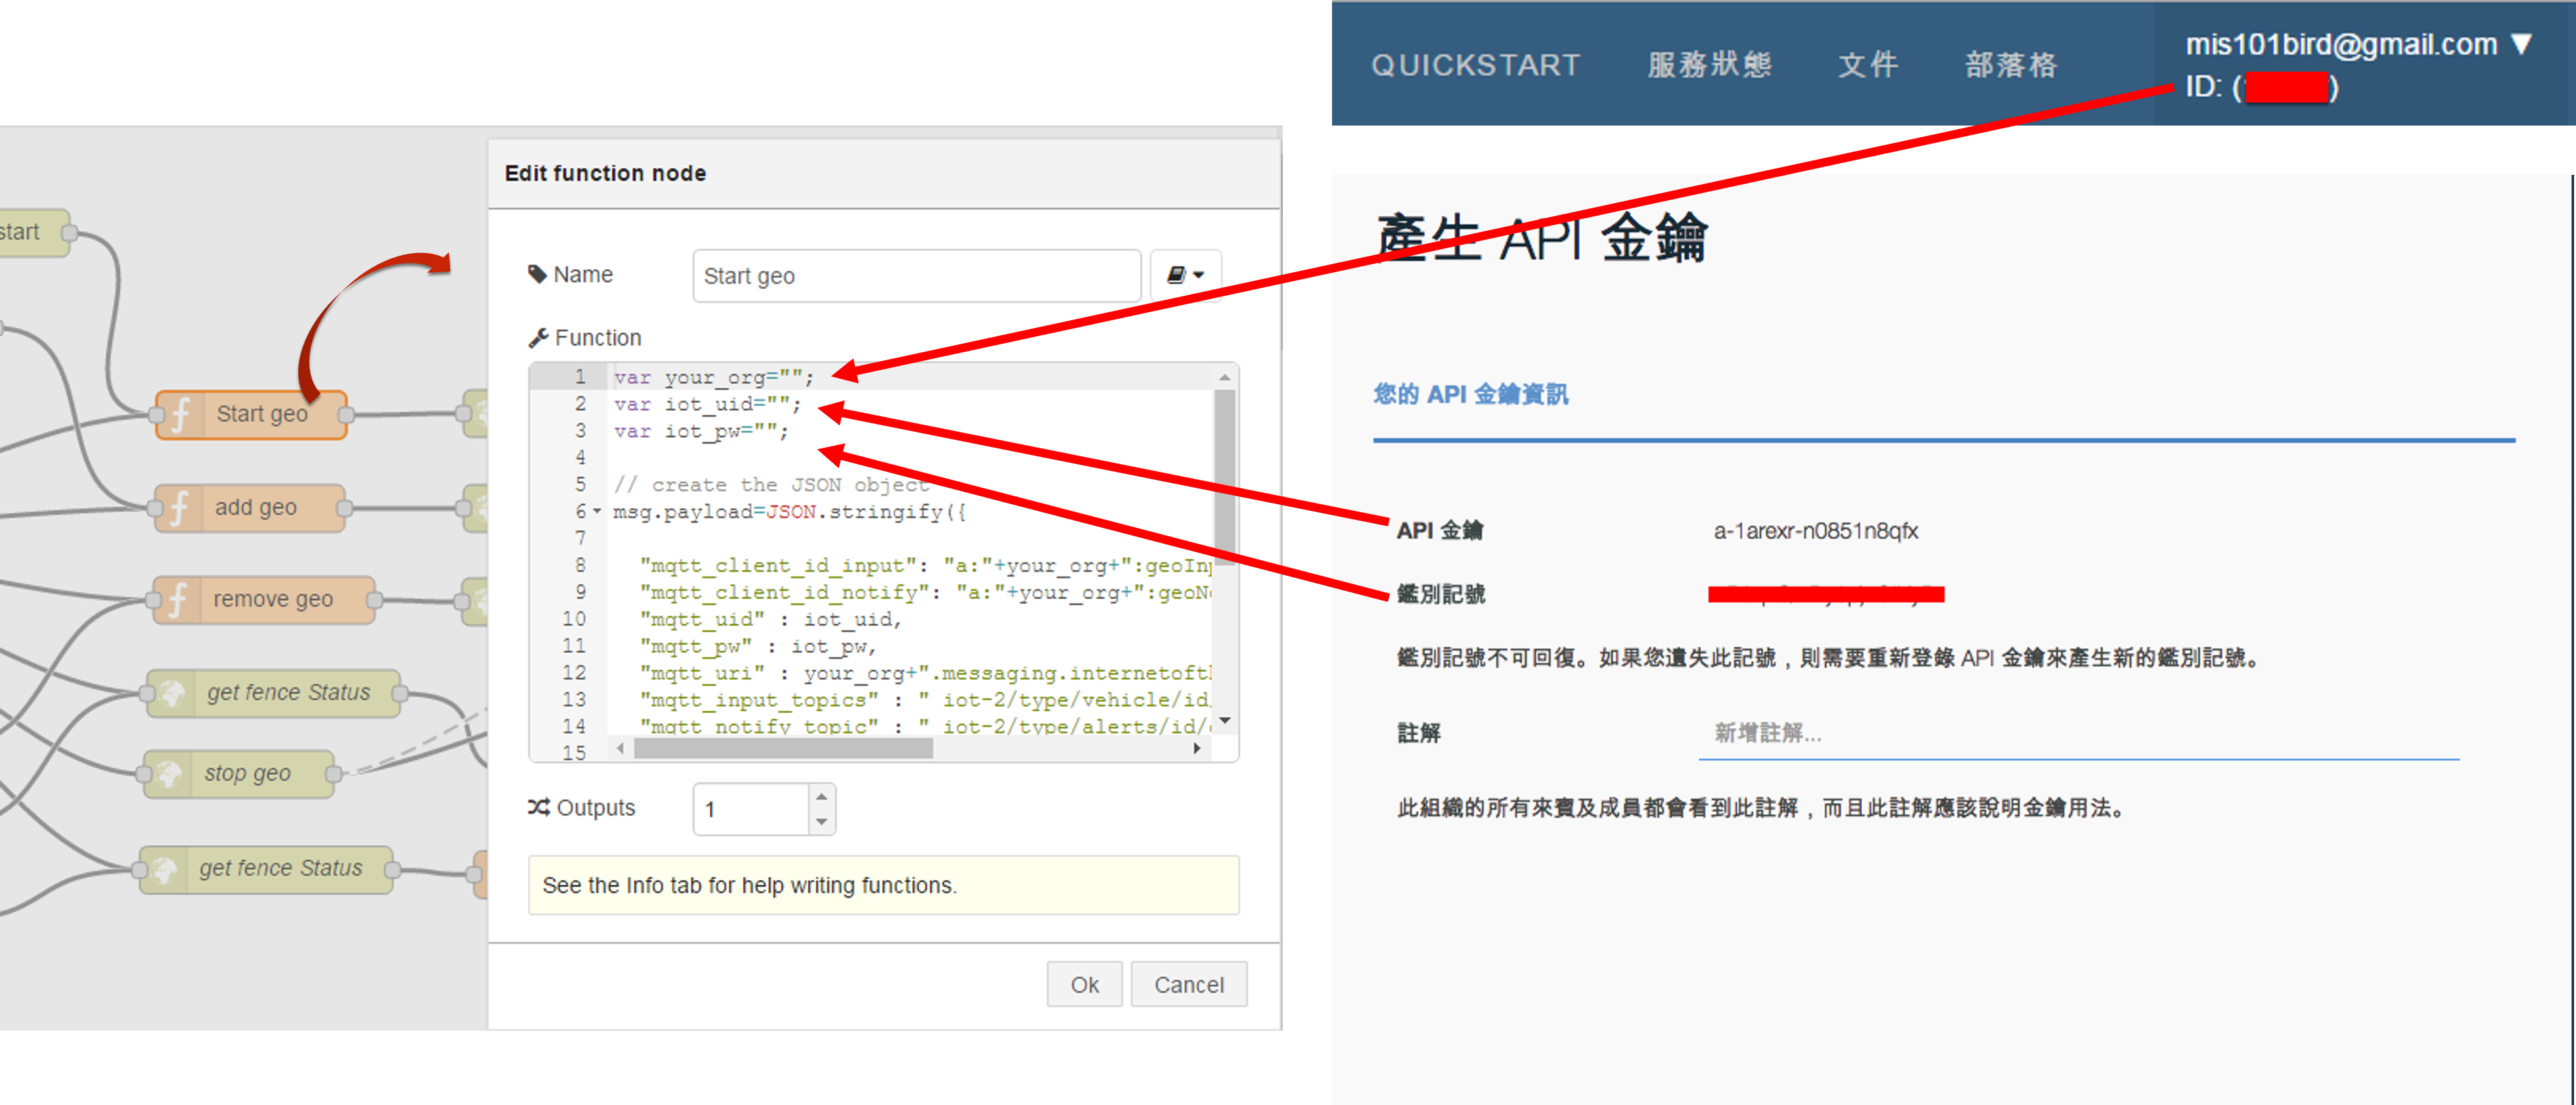 QUICKSTART 服務狀態 文件 部落格
mis101bird@gmail.com ▼
ID: ( )
start
Start geo
add geo
remove geo
get fence Status
stop geo
get fence Status
Edit function node
Name Start geo
Function
1 var your_org="";
2 var iot_uid="";
3 var iot_pw="";
4
5 // create the JSON object
6 msg.payload=JSON.stringify({
7
8 "mqtt_client_id_input": "a:"+your_org+":geoInp
9 "mqtt_client_id_notify": "a:"+your_org+":geoNo
10 "mqtt_uid" : iot_uid,
11 "mqtt_pw" : iot_pw,
12 "mqtt_uri" : your_org+".messaging.internetofth
13 "mqtt_input_topics" : " iot-2/type/vehicle/id/
14 "mqtt_notify_topic" : " iot-2/type/alerts/id/
15
Outputs 1
See the Info tab for help writing functions.
Ok Cancel
產生 API 金鑰
您的 API 金鑰資訊
API 金鑰 a-1arexr-n0851n8qfx
鑑別記號
鑑別記號不可回復。如果您遺失此記號，則需要重新登錄 API 金鑰來產生新的鑑別記號。
註解 新增註解...
此組織的所有來賓及成員都會看到此註解，而且此註解應該說明金鑰用法。